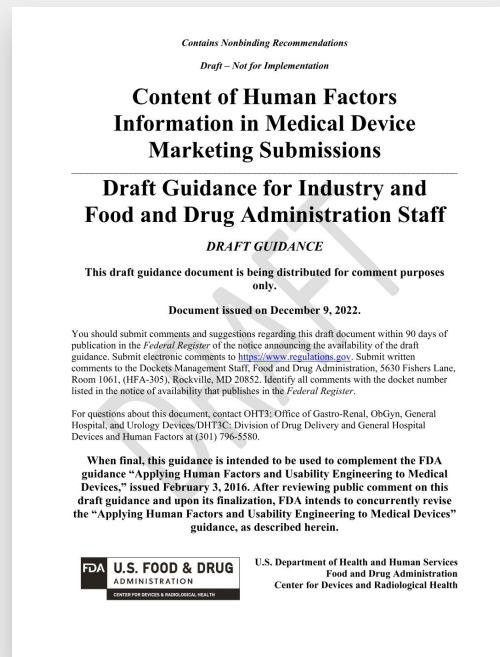 Contains Nonbinding Recommendations
Draft – Not for Implementation
Content of Human Factors
Information in Medical Device
Marketing Submissions
Draft Guidance for Industry and
Food and Drug Administration Staff
DRAFT GUIDANCE
This draft guidance document is being distributed for comment purposes
only.
Document issued on December 9, 2022.
You should submit comments and suggestions regarding this draft document within 90 days of
publication in the Federal Register of the notice announcing the availability of the draft
guidance. Submit electronic comments to https://www.regulations.gov. Submit written
comments to the Dockets Management Staff, Food and Drug Administration, 5630 Fishers Lane,
Room 1061, (HFA-305), Rockville, MD 20852. Identify all comments with the docket number
listed in the notice of availability that publishes in the Federal Register.
For questions about this document, contact OHT3: Office of Gastro-Renal, ObGyn, General
Hospital, and Urology Devices/DHT3C: Division of Drug Delivery and General Hospital
Devices and Human Factors at (301) 796-5580.
When final, this guidance is intended to be used to complement the FDA
guidance “Applying Human Factors and Usability Engineering to Medical
Devices,” issued February 3, 2016. After reviewing public comment on this
draft guidance and upon its finalization, FDA intends to concurrently revise
the “Applying Human Factors and Usability Engineering to Medical Devices”
guidance, as described herein.
DRAFT
FDA U.S. FOOD & DRUG
ADMINISTRATION
CENTER FOR DEVICES & RADIOLOGICAL HEALTH
U.S. Department of Health and Human Services
Food and Drug Administration
Center for Devices and Radiological Health